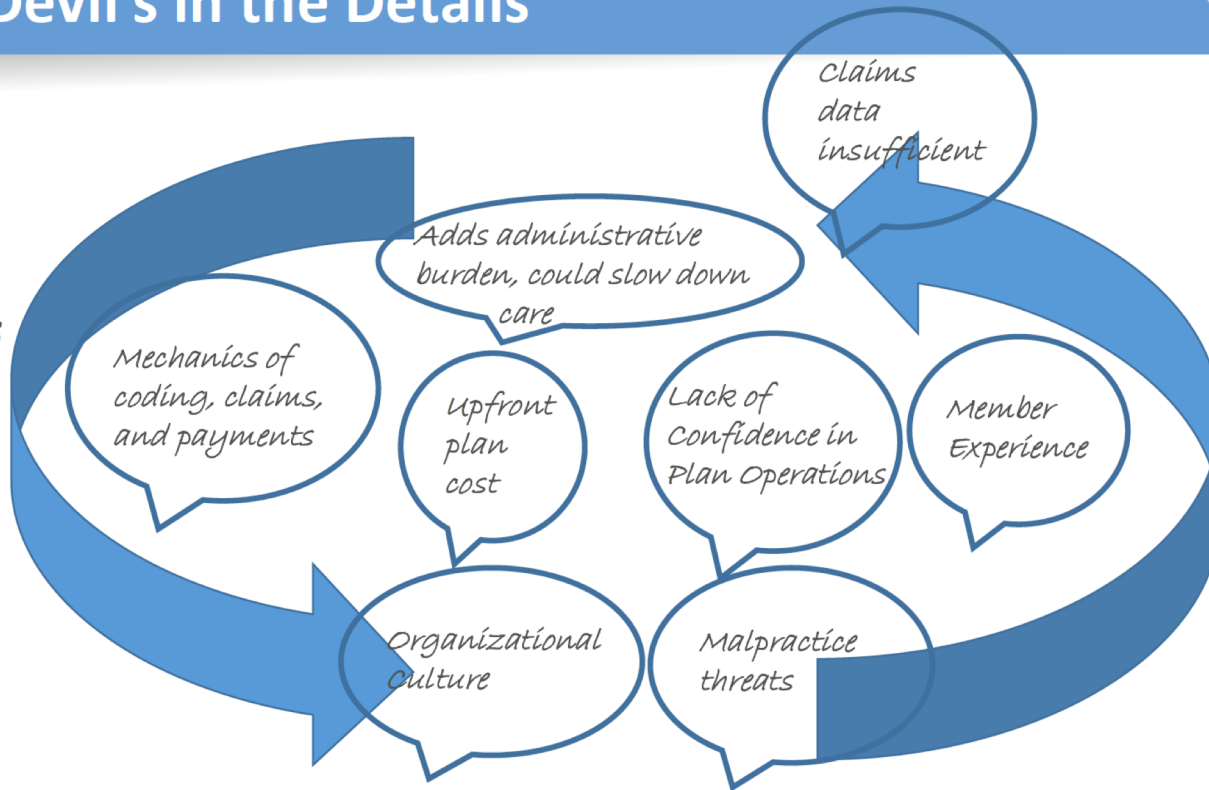 Devil's in the Details
Claims
data
insufficient
Adds administrative
burden, could slow down
care
Mechanics of
coding, claims,
and payments
Upfront
plan
cost
Lack of
Confidence in
Plan Operations
Member
Experience
Organizational
Culture
Malpractice
threats